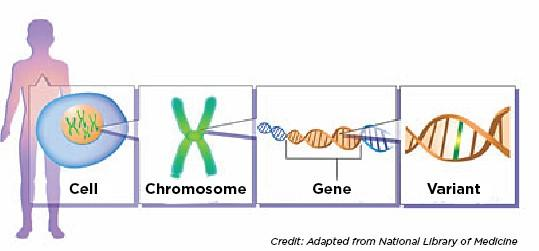 Cell
Chromosome
Gene
Variant
Credit: Adapted from National Library of Medicine